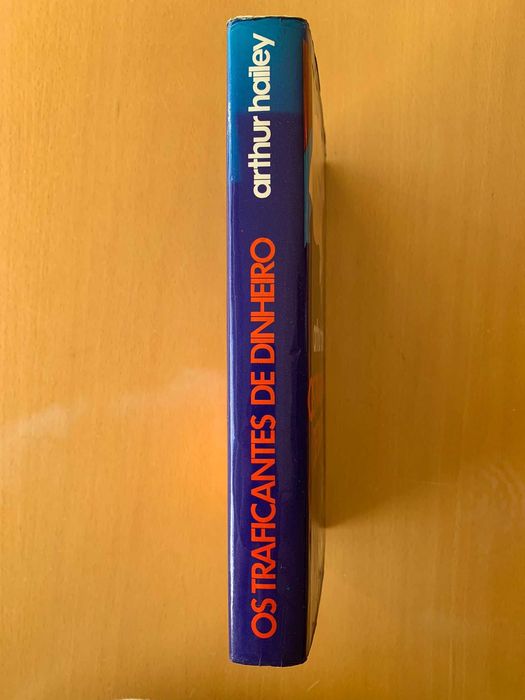 OS TRAFICANTES DE DINHEIRO
arthur hailey